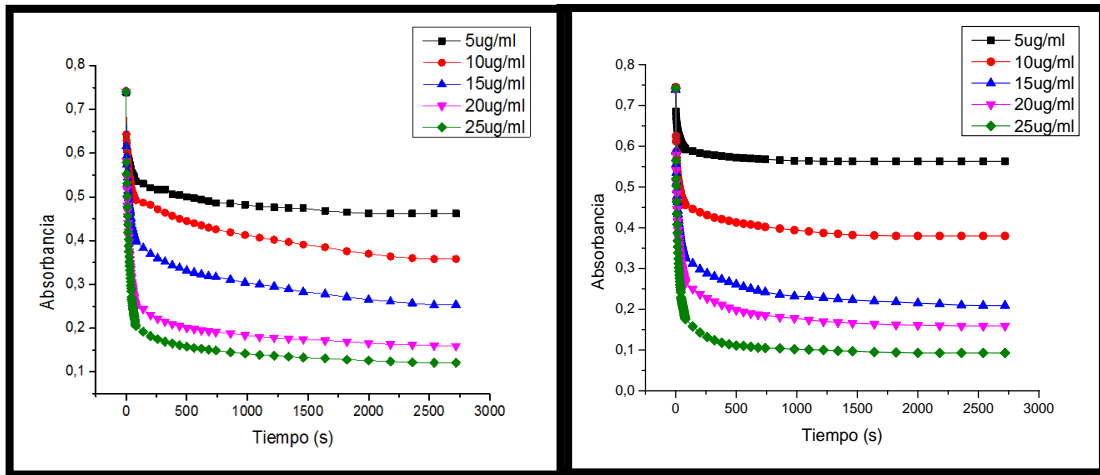 5ug/ml
10ug/ml
15ug/ml
20ug/ml
25ug/ml
0,8
0,7
0,6
0,5
0,4
0,3
0,2
0,1
Absorbancia
0 500 1000 1500 2000 2500 3000
Tiempo (s)
5ug/ml
10ug/ml
15ug/ml
20ug/ml
25ug/ml
0,8
0,7
0,6
0,5
0,4
0,3
0,2
0,1
0,0
Absorbancia
0 500 1000 1500 2000 2500 3000
Tiempo (s)